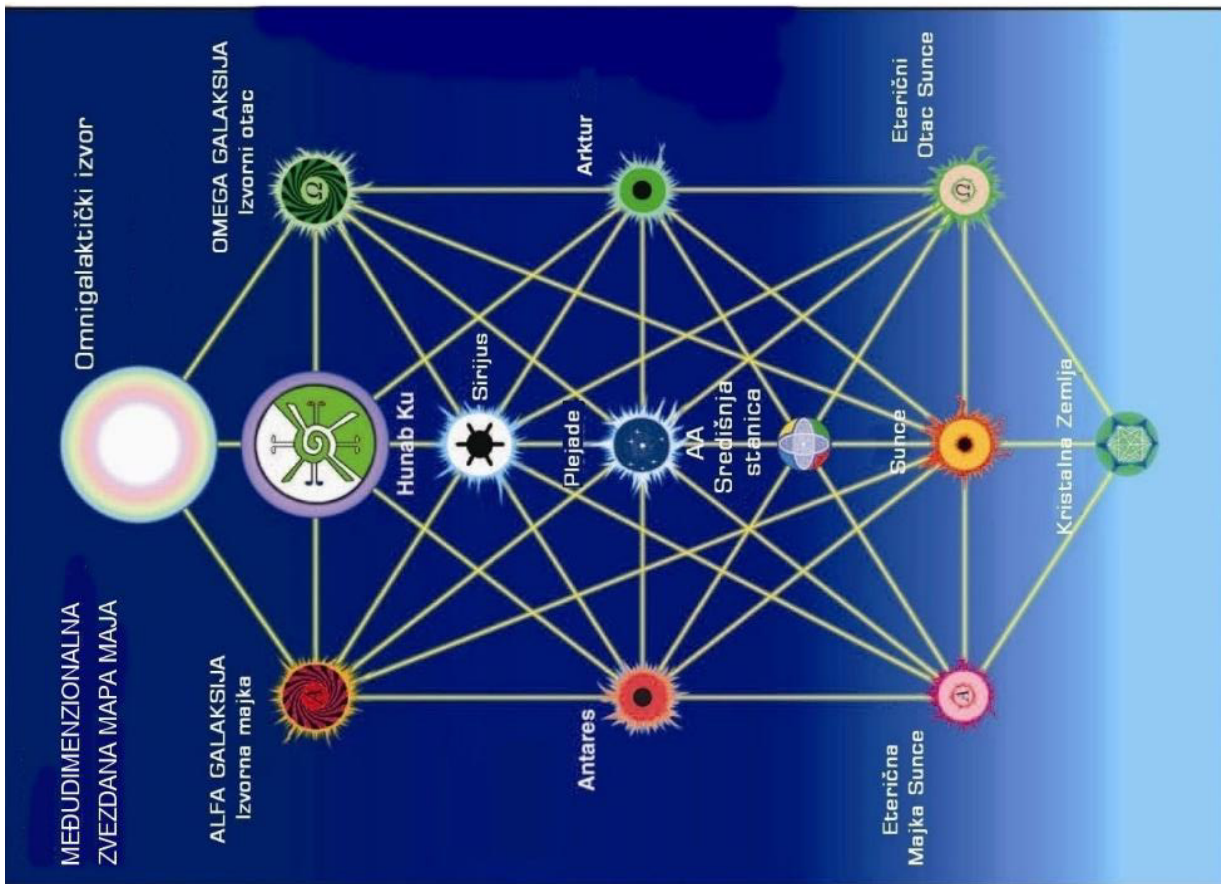 MEĐUDIMENZIONALNA
ZVEZDANA MAPA MAJA
Omnigalaktički izvor
ALFA GALAKSIJA
Izvorna majka
Hunab Ku
OMEGA GALAKSIJA
Izvorni otac
Ω
Sirijus
Antares
Plejade
Arktur
AA
Središnja
stanica
Eterična
Majka Sunce
A
Sunce
Eterični
Otac Sunce
Ω
Kristalna Zemlja